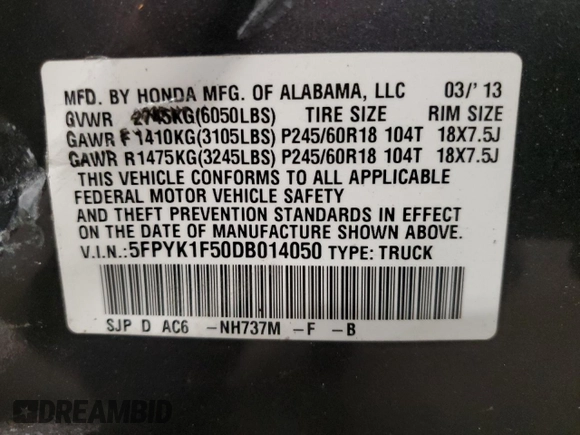 MFD. BY HONDA MFG. OF ALABAMA, LLC 03/'13
GVWR 2745KG(6050LBS) TIRE SIZE RIM SIZE
GAWR F 1410KG(3105LBS) P245/60R18 104T 18X7.5J
GAWR R1475KG(3245LBS) P245/60R18 104T 18X7.5J
THIS VEHICLE CONFORMS TO ALL APPLICABLE
FEDERAL MOTOR VEHICLE SAFETY
AND THEFT PREVENTION STANDARDS IN EFFECT
ON THE DATE OF MANUFACTURE SHOWN ABOVE.
V.I.N.:5FPYK1F50DB014050 TYPE: TRUCK
SJP D AC6 -NH737M -F -B
DREAMBID